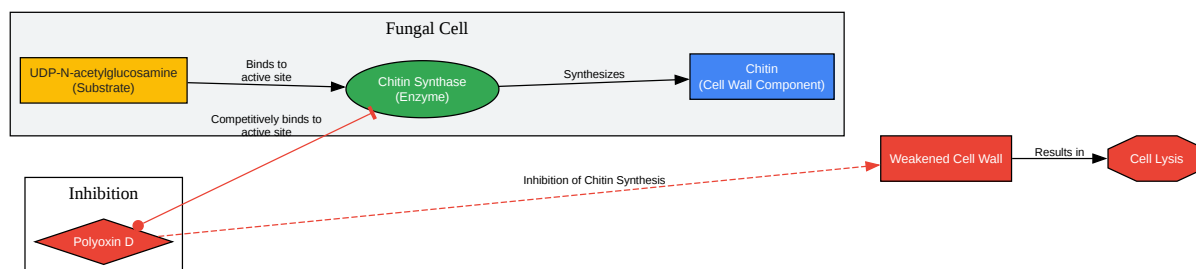 Fungal Cell
UDP-N-acetylglucosamine
(Substrate)
Binds to
active site
Chitin Synthase
(Enzyme)
Synthesizes
Chitin
(Cell Wall Component)
Competitively binds to
active site
Weakened Cell Wall
Results in
Cell Lysis
Inhibition of Chitin Synthesis
Inhibition
Polyoxin D